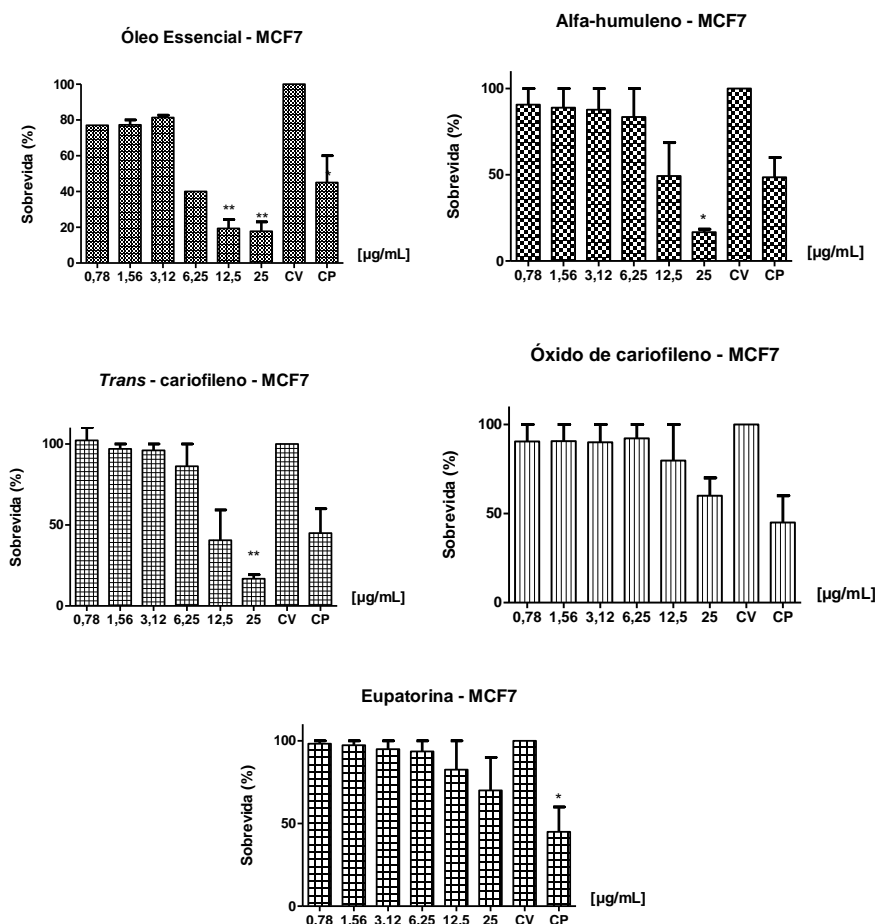 Óleo Essencial - MCF7
100
80
60
40
20
0
Sobrevida (%)
**
**
*
0,78 1,56 3,12 6,25 12,5 25 CV CP
[µg/mL]
Alfa-humuleno - MCF7
100
50
0
Sobrevida (%)
*
0,78 1,56 3,12 6,25 12,5 25 CV CP
[µg/mL]
Trans - cariofileno - MCF7
100
50
0
Sobrevida (%)
**
0,78 1,56 3,12 6,25 12,5 25 CV CP
[µg/mL]
Óxido de cariofileno - MCF7
100
50
0
Sobrevida (%)
0,78 1,56 3,12 6,25 12,5 25 CV CP
[µg/mL]
Eupatorina - MCF7
100
50
0
Sobrevida (%)
*
0,78 1,56 3,12 6,25 12,5 25 CV CP
[µg/mL]